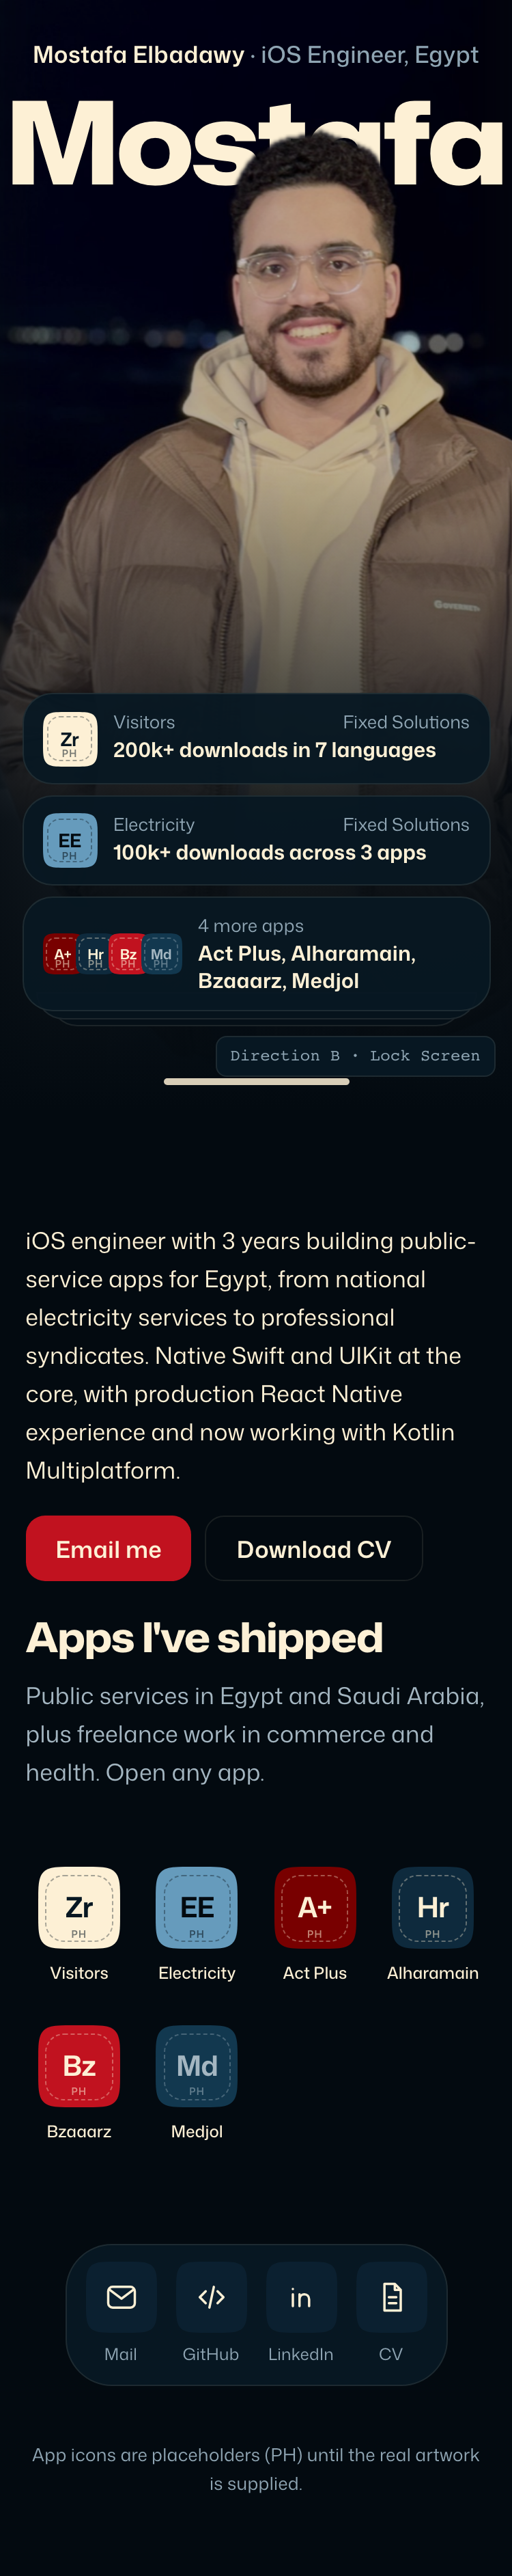 Mostafa Elbadawy · iOS Engineer, Egypt
Mostafa
Zr
PH
Visitors
Fixed Solutions
200k+ downloads in 7 languages
EE
PH
Electricity
Fixed Solutions
100k+ downloads across 3 apps
A+
PH
Hr
PH
Bz
PH
Md
PH
4 more apps
Act Plus, Alharamain,
Bzaaarz, Medjol
Direction B · Lock Screen
iOS engineer with 3 years building public-
service apps for Egypt, from national
electricity services to professional
syndicates. Native Swift and UIKit at the
core, with production React Native
experience and now working with Kotlin
Multiplatform.
Email me
Download CV
Apps I've shipped
Public services in Egypt and Saudi Arabia,
plus freelance work in commerce and
health. Open any app.
Zr
PH
EE
PH
A+
PH
Hr
PH
Visitors
Electricity
Act Plus
Alharamain
Bz
PH
Md
PH
Bzaaarz
Medjol
in
Mail
GitHub
LinkedIn
CV
App icons are placeholders (PH) until the real artwork
is supplied.